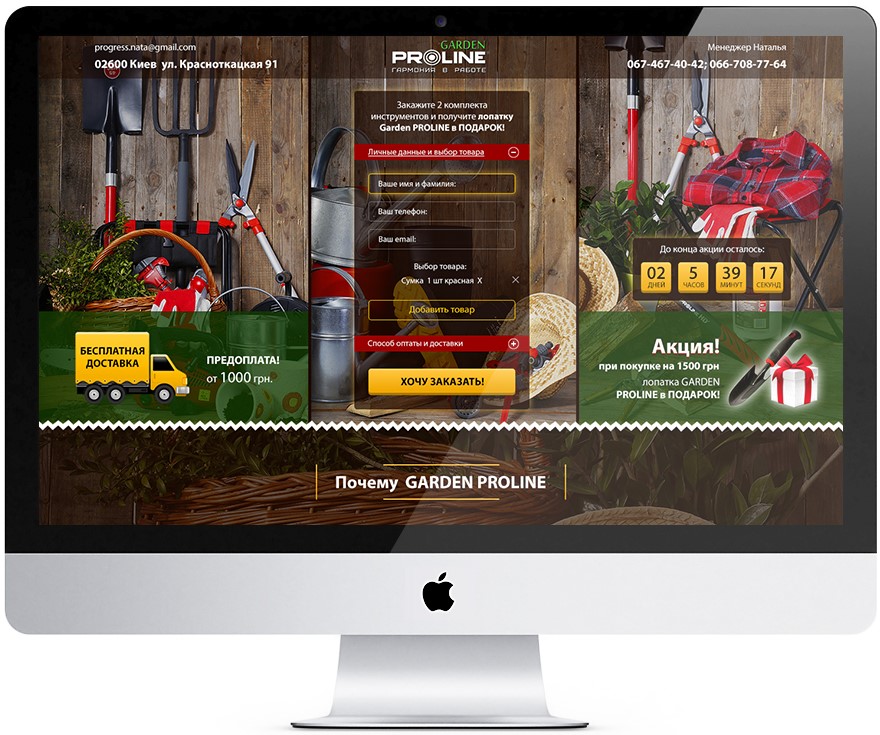 progress.nata@gmail.com
02600 Киев ул. Красноткацкая 91
GARDEN
PROLINE
ГАРМОНИЯ В РАБОТЕ
Менеджер Наталья
067-467-40-42; 066-708-77-64
Закажите 2 комплекта
инструментов и получите лопатку
Garden PROLINE в ПОДАРОК!
Личные данные и выбор товара
Ваше имя и фамилия:
Ваш телефон:
Ваш email:
Выбор товара:
Сумка 1 шт красная X
Добавить товар
Способ оплаты и доставки
ХОЧУ ЗАКАЗАТЬ!
До конца акции осталось:
02 5 39 17
ДНЕЙ ЧАСОВ МИНУТ СЕКУНД
БЕСПЛАТНАЯ
ДОСТАВКА
ПРЕДОПЛАТА!
от 1000 грн.
Акция!
при покупке на 1500 грн
лопатка GARDEN
PROLINE в ПОДАРОК!
Почему GARDEN PROLINE